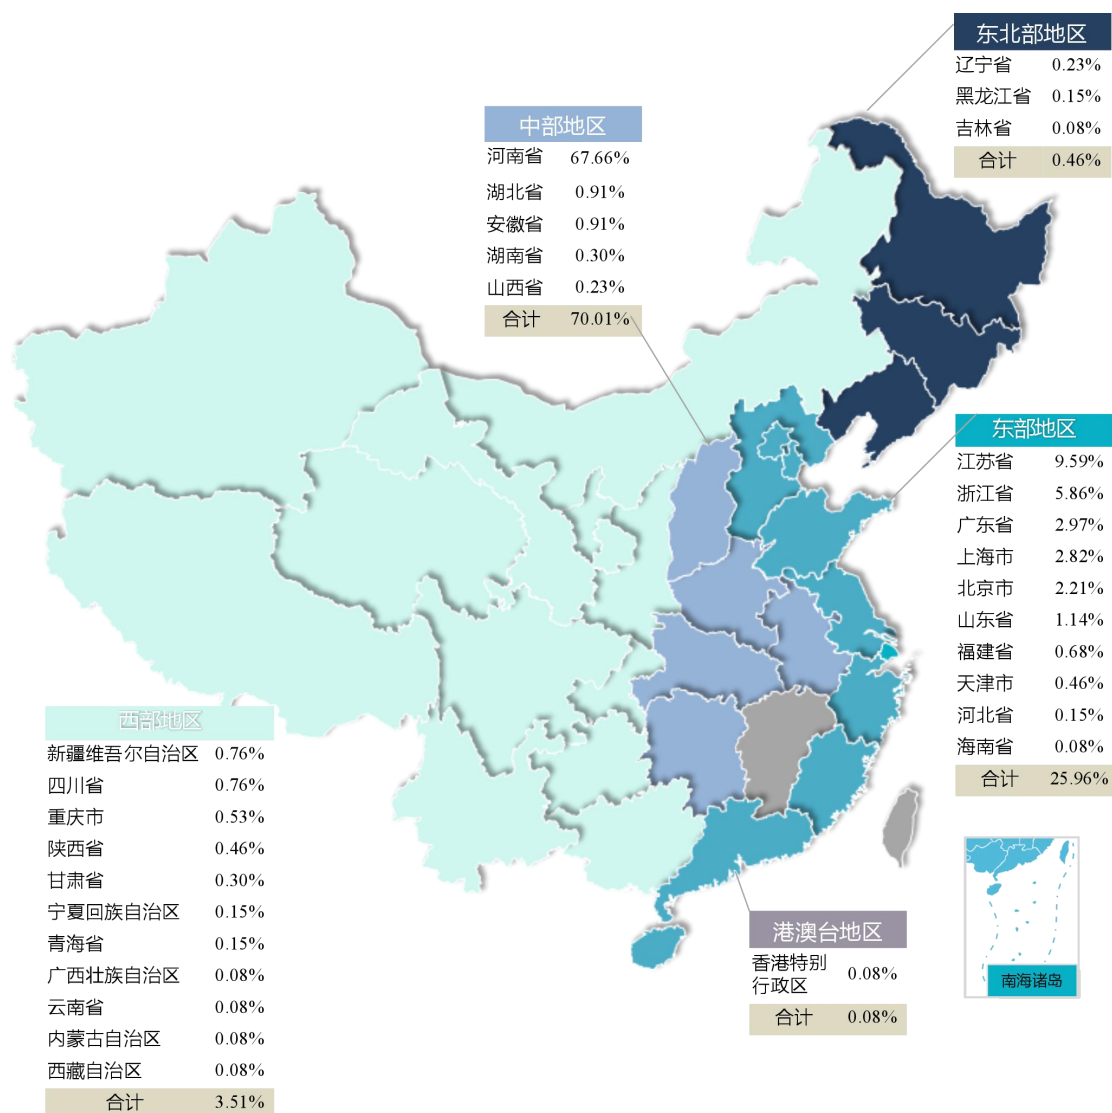 东北部地区
辽宁省 0.23%
黑龙江省 0.15%
吉林省 0.08%
合计 0.46%
中部地区
河南省 67.66%
湖北省 0.91%
安徽省 0.91%
湖南省 0.30%
山西省 0.23%
合计 70.01%
东部地区
江苏省 9.59%
浙江省 5.86%
广东省 2.97%
上海市 2.82%
北京市 2.21%
山东省 1.14%
福建省 0.68%
天津市 0.46%
河北省 0.15%
海南省 0.08%
合计 25.96%
西部地区
新疆维吾尔自治区 0.76%
四川省 0.76%
重庆市 0.53%
陕西省 0.46%
甘肃省 0.30%
宁夏回族自治区 0.15%
青海省 0.15%
广西壮族自治区 0.08%
云南省 0.08%
内蒙古自治区 0.08%
西藏自治区 0.08%
合计 3.51%
港澳台地区
香港特别
行政区 0.08%
合计 0.08%
南海诸岛